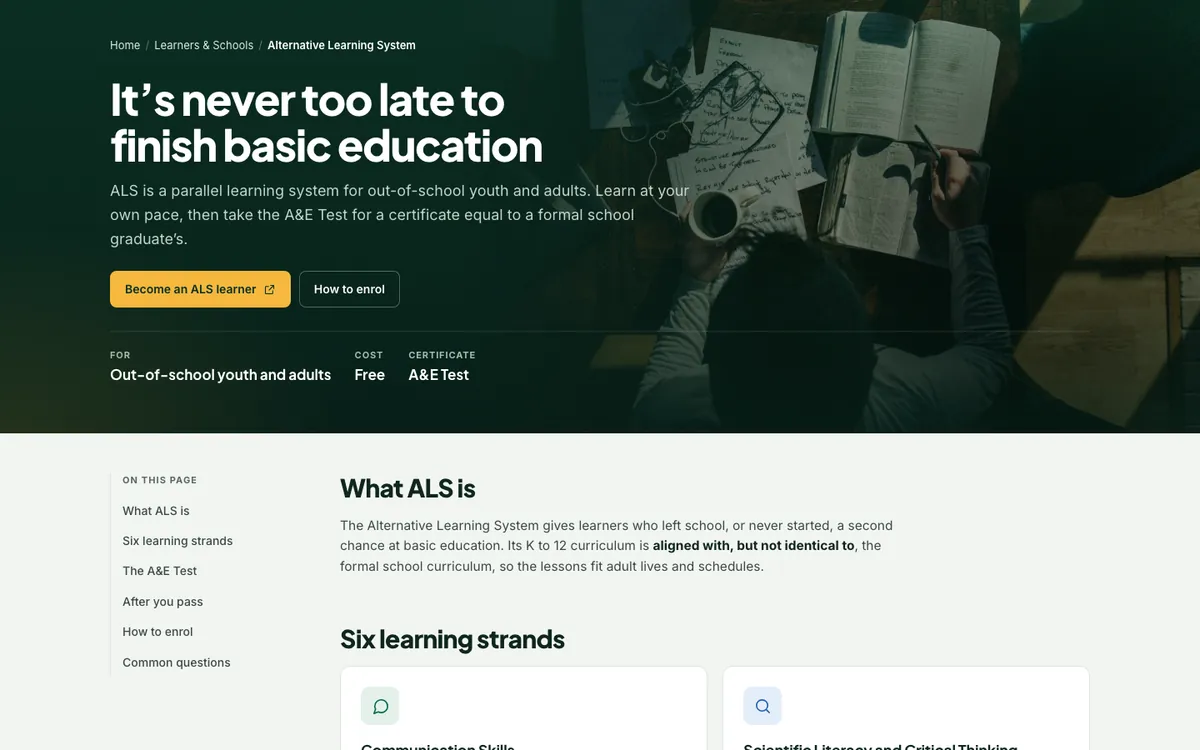 Home / Learners & Schools / Alternative Learning System
It’s never too late to
finish basic education
ALS is a parallel learning system for out-of-school youth and adults. Learn at your
own pace, then take the A&E Test for a certificate equal to a formal school
graduate’s.
Become an ALS learner
How to enrol
FOR
Out-of-school youth and adults
COST
Free
CERTIFICATE
A&E Test
ON THIS PAGE
What ALS is
Six learning strands
The A&E Test
After you pass
How to enrol
Common questions
What ALS is
The Alternative Learning System gives learners who left school, or never started, a second
chance at basic education. Its K to 12 curriculum is aligned with, but not identical to, the
formal school curriculum, so the lessons fit adult lives and schedules.
Six learning strands
Communication Skills
Scientific Literacy and Critical Thinking